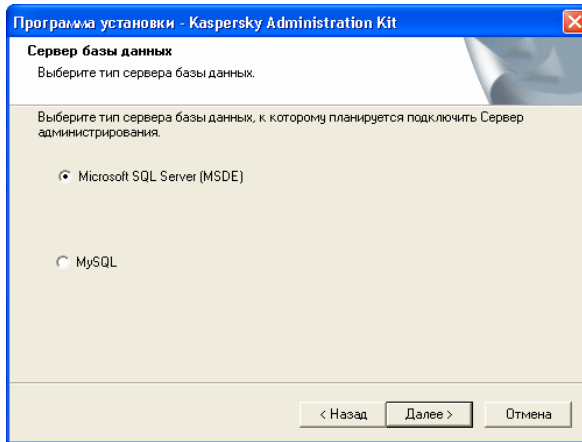 Программа установки - Kaspersky Administration Kit
Сервер базы данных
Выберите тип сервера базы данных.
Выберите тип сервера базы данных, к которому планируется подключить Сервер
администрирования.
Microsoft SQL Server (MSDE)
MySQL
< Назад
Далее >
Отмена